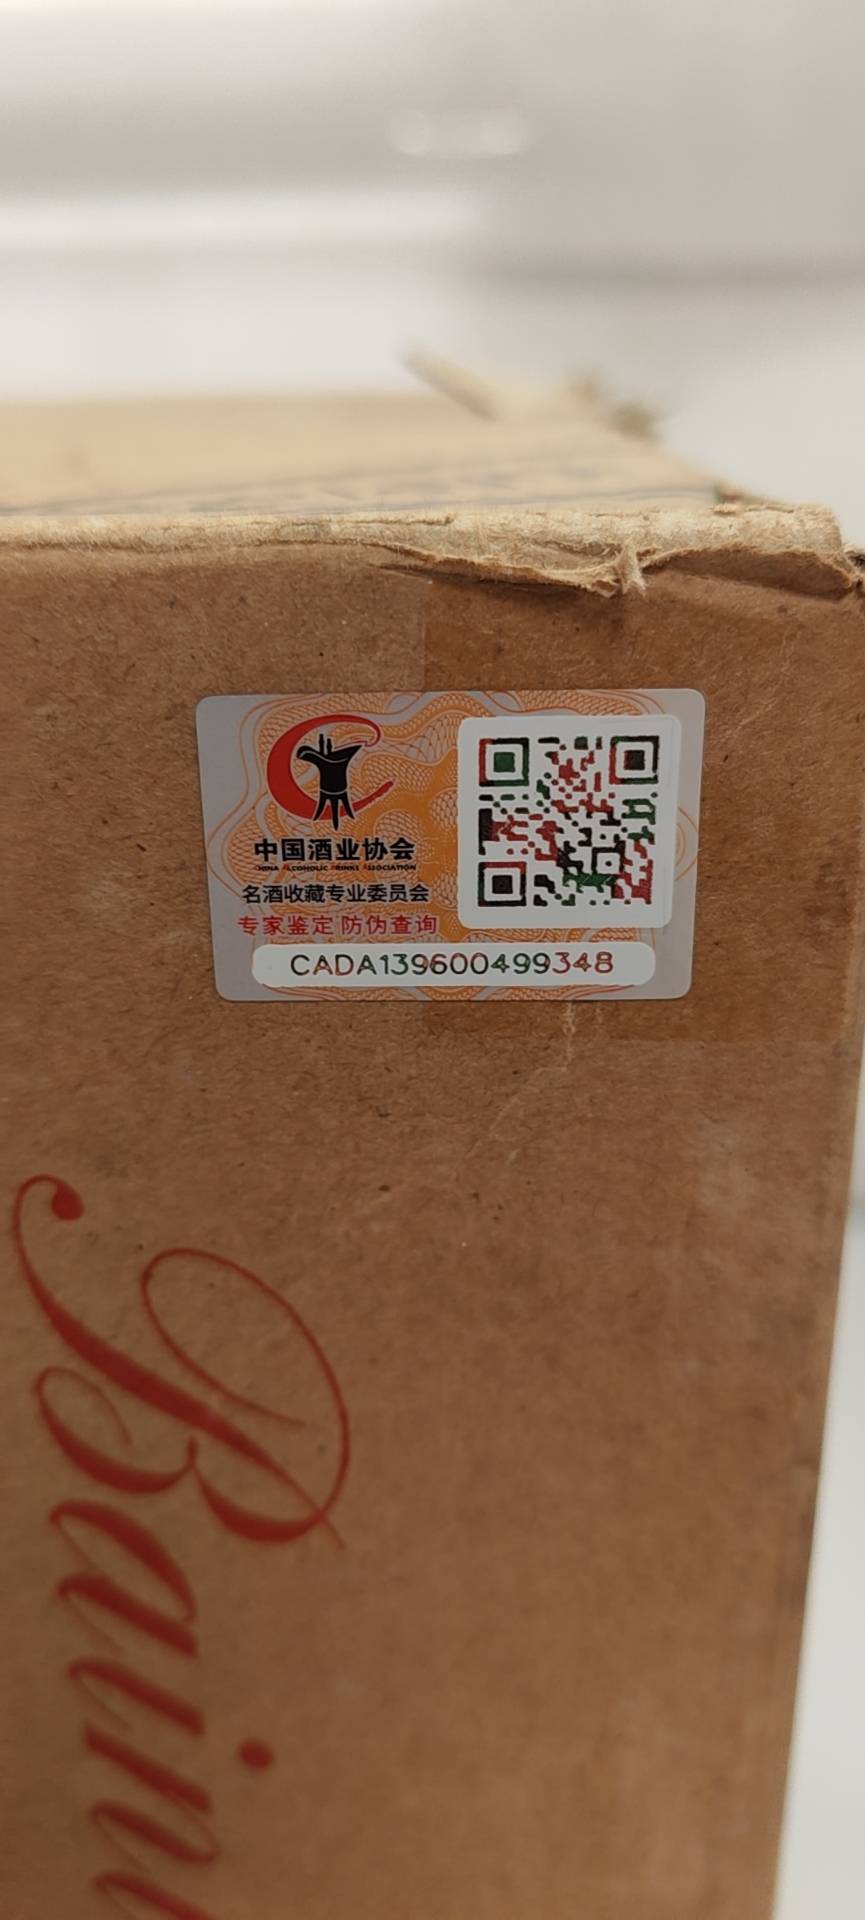 中国酒业协会
CHINA ALCOHOLIC DRINKS ASSOCIATION
名酒收藏专业委员会
专家鉴定 防伪查询
CADA139600499348